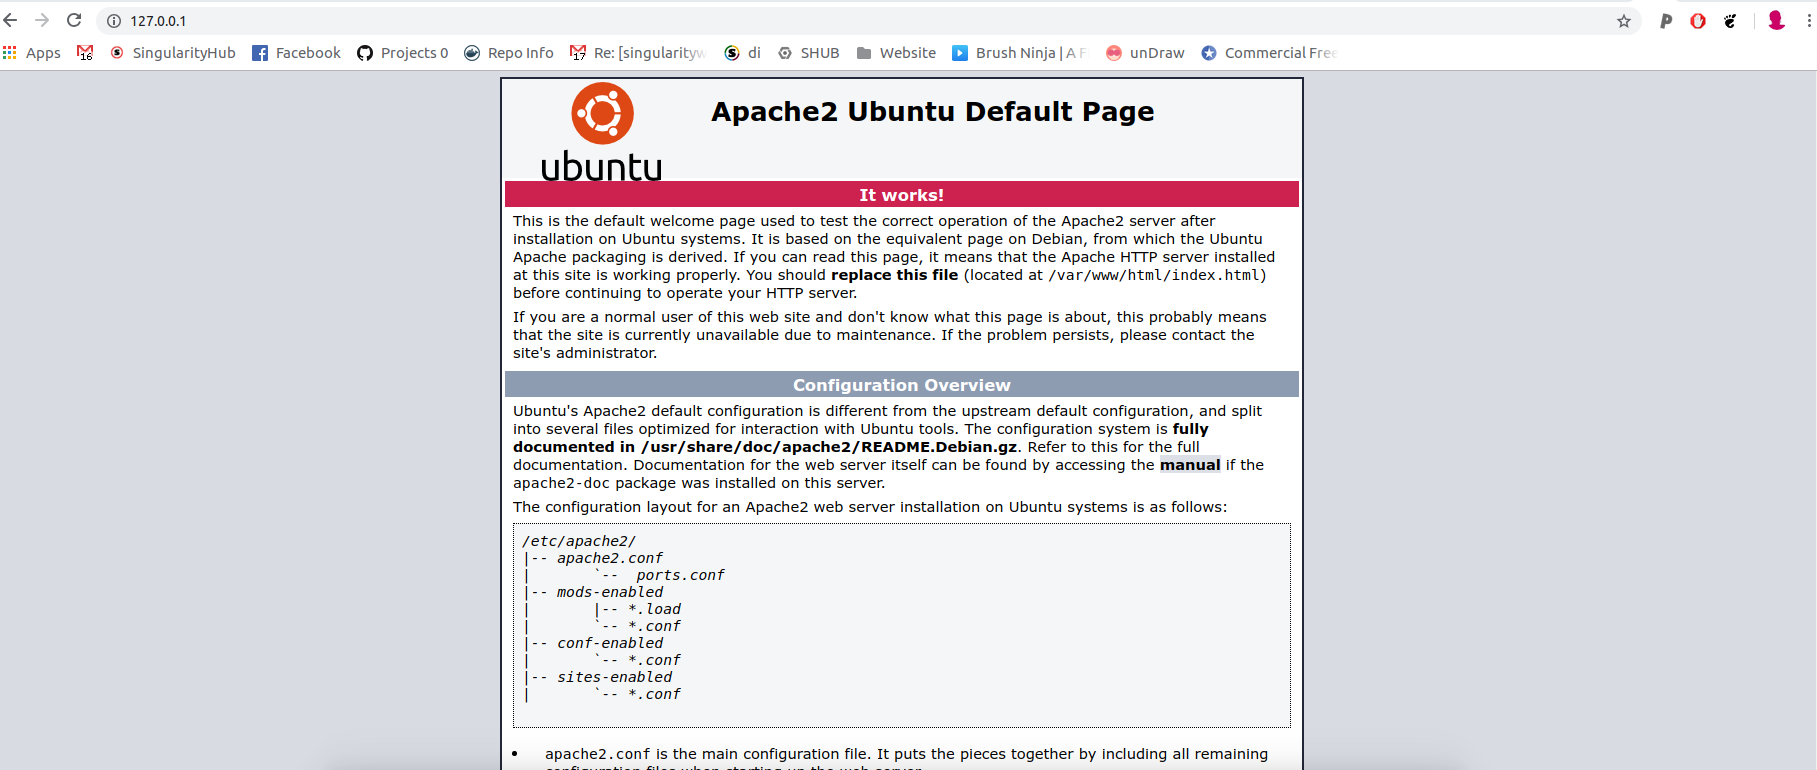 127.0.0.1
Apps 16 SingularityHub Facebook Projects 0 Repo Info 17 Re: [singularityw di SHUB Website Brush Ninja | A F unDraw Commercial Free
ubuntu
Apache2 Ubuntu Default Page
It works!
This is the default welcome page used to test the correct operation of the Apache2 server after
installation on Ubuntu systems. It is based on the equivalent page on Debian, from which the Ubuntu
Apache packaging is derived. If you can read this page, it means that the Apache HTTP server installed
at this site is working properly. You should replace this file (located at /var/www/html/index.html)
before continuing to operate your HTTP server.
If you are a normal user of this web site and don't know what this page is about, this probably means
that the site is currently unavailable due to maintenance. If the problem persists, please contact the
site's administrator.
Configuration Overview
Ubuntu's Apache2 default configuration is different from the upstream default configuration, and split
into several files optimized for interaction with Ubuntu tools. The configuration system is fully
documented in /usr/share/doc/apache2/README.Debian.gz. Refer to this for the full
documentation. Documentation for the web server itself can be found by accessing the manual if the
apache2-doc package was installed on this server.
The configuration layout for an Apache2 web server installation on Ubuntu systems is as follows:
/etc/apache2/
|-- apache2.conf
|       `--  ports.conf
|-- mods-enabled
|       |-- *.load
|       `-- *.conf
|-- conf-enabled
|       `-- *.conf
|-- sites-enabled
|       `-- *.conf
• apache2.conf is the main configuration file. It puts the pieces together by including all remaining
configuration files when starting up the web server.